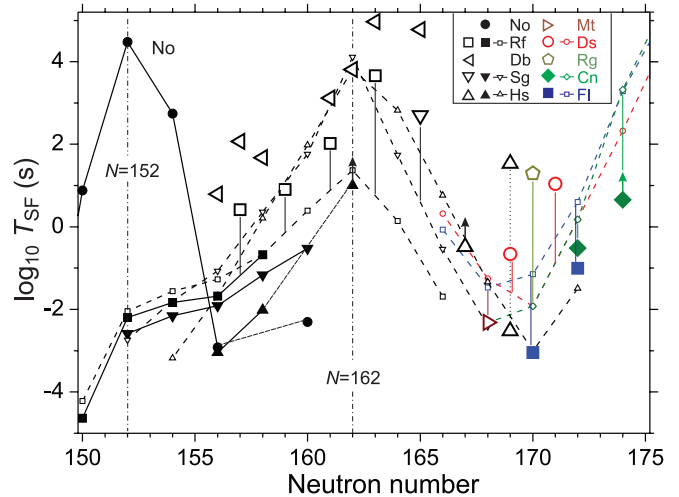 No
N=152
N=162
No
Rf
Db
Sg
Hs
Mt
Ds
Rg
Cn
Fl
log10 TSF (s)
4
2
0
-2
-4
150 155 160 165 170 175
Neutron number